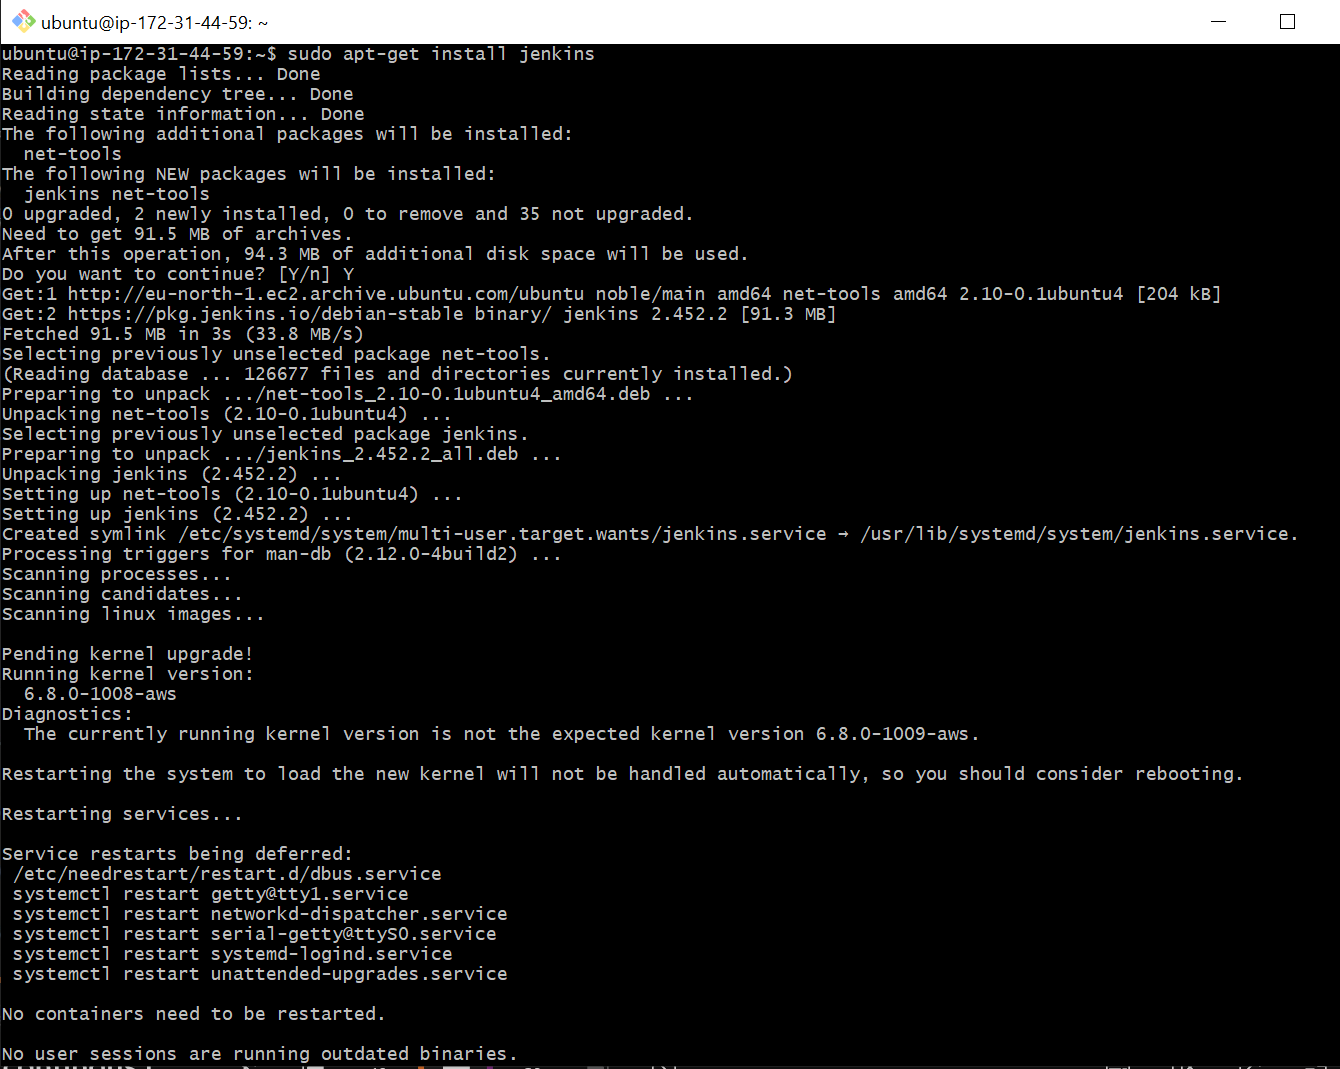 ubuntu@ip-172-31-44-59: ~
ubuntu@ip-172-31-44-59:~$ sudo apt-get install jenkins
Reading package lists... Done
Building dependency tree... Done
Reading state information... Done
The following additional packages will be installed:
  net-tools
The following NEW packages will be installed:
  jenkins net-tools
0 upgraded, 2 newly installed, 0 to remove and 35 not upgraded.
Need to get 91.5 MB of archives.
After this operation, 94.3 MB of additional disk space will be used.
Do you want to continue? [Y/n] Y
Get:1 http://eu-north-1.ec2.archive.ubuntu.com/ubuntu noble/main amd64 net-tools amd64 2.10-0.1ubuntu4 [204 kB]
Get:2 https://pkg.jenkins.io/debian-stable binary/ jenkins 2.452.2 [91.3 MB]
Fetched 91.5 MB in 3s (33.8 MB/s)
Selecting previously unselected package net-tools.
(Reading database ... 126677 files and directories currently installed.)
Preparing to unpack .../net-tools_2.10-0.1ubuntu4_amd64.deb ...
Unpacking net-tools (2.10-0.1ubuntu4) ...
Selecting previously unselected package jenkins.
Preparing to unpack .../jenkins_2.452.2_all.deb ...
Unpacking jenkins (2.452.2) ...
Setting up net-tools (2.10-0.1ubuntu4) ...
Setting up jenkins (2.452.2) ...
Created symlink /etc/systemd/system/multi-user.target.wants/jenkins.service → /usr/lib/systemd/system/jenkins.service.
Processing triggers for man-db (2.12.0-4build2) ...
Scanning processes...
Scanning candidates...
Scanning linux images...
Pending kernel upgrade!
Running kernel version:
  6.8.0-1008-aws
Diagnostics:
  The currently running kernel version is not the expected kernel version 6.8.0-1009-aws.
Restarting the system to load the new kernel will not be handled automatically, so you should consider rebooting.
Restarting services...
Service restarts being deferred:
 /etc/needrestart/restart.d/dbus.service
 systemctl restart getty@tty1.service
 systemctl restart networkd-dispatcher.service
 systemctl restart serial-getty@ttyS0.service
 systemctl restart systemd-logind.service
 systemctl restart unattended-upgrades.service
No containers need to be restarted.
No user sessions are running outdated binaries.